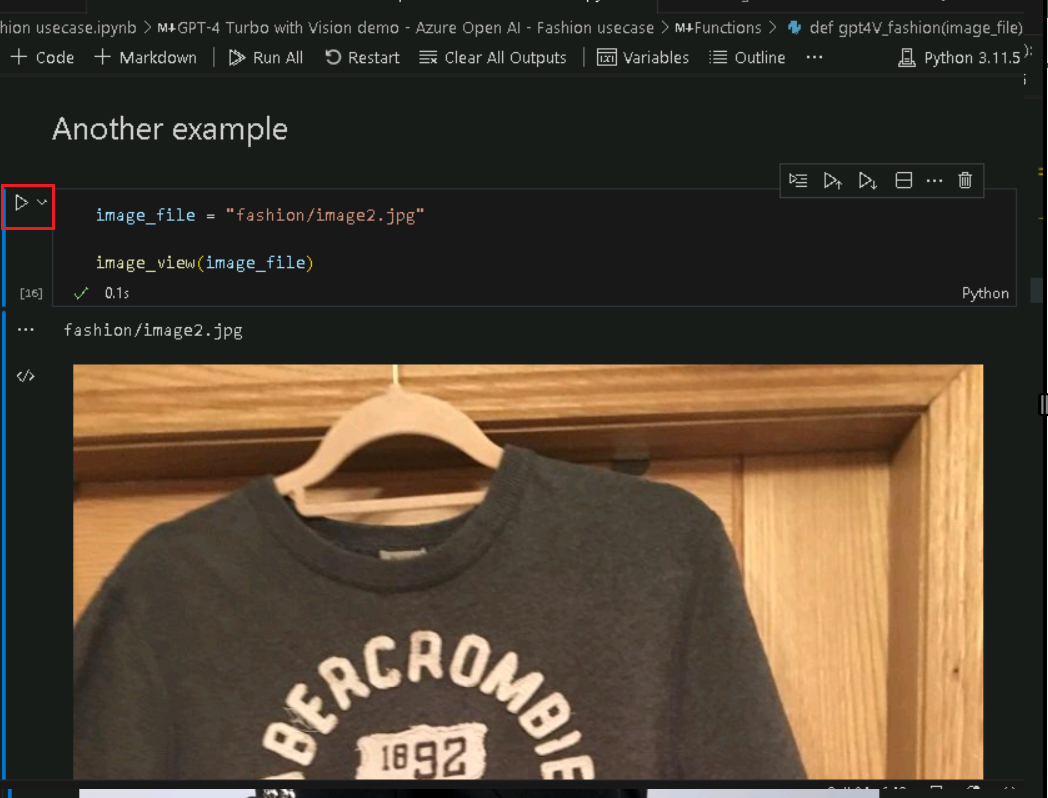 hion usecase.ipynb > M↓GPT-4 Turbo with Vision demo - Azure Open AI - Fashion usecase > M↓Functions > def gpt4V_fashion(image_file)
+ Code + Markdown | Run All Restart Clear All Outputs | Variables Outline ... Python 3.11.5
Another example
image_file = "fashion/image2.jpg"
image_view(image_file)
[16] 0.1s Python
fashion/image2.jpg
ABERCROMBIE
1892